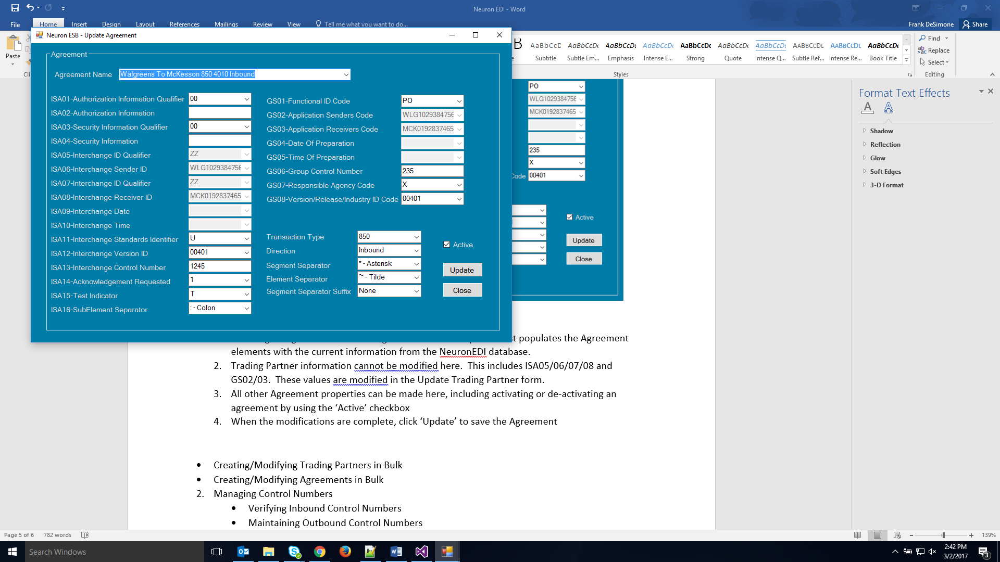 Neuron EDI - Word
File
Home
Insert
Design
Layout
References
Mailings
Review
View
Tell me what you want to do...
Frank DeSimone
Share
Paste
AaBbCcD
AaBbCcDc
AaBbCcDc
AaBbCcDc
AaBbCcDc
AaBbCcDc
AaBbCcDc
AABBCCDE
AABBCCDE
AaBbCcDc
Subtitle
Subtle Em...
Emphasis
Intense E...
Strong
Quote
Intense Q...
Subtle Ref...
Intense Re...
Book Title
Styles
Find
Replace
Select
Editing
Neuron ESB - Update Agreement
Agreement
Agreement Name
Walgreens To McKesson 850 4010 Inbound
ISA01-Authorization Information Qualifier
00
ISA02-Authorization Information
ISA03-Security Information Qualifier
00
ISA04-Security Information
ISA05-Interchange ID Qualifier
ZZ
ISA06-Interchange Sender ID
WLG1029384756
ISA07-Interchange ID Qualifier
ZZ
ISA08-Interchange Receiver ID
MCK0192837465
ISA09-Interchange Date
ISA10-Interchange Time
ISA11-Interchange Standards Identifier
U
ISA12-Interchange Version ID
00401
ISA13-Interchange Control Number
1245
ISA14-Acknowledgement Requested
1
ISA15-Test Indicator
T
ISA16-SubElement Separator
: - Colon
GS01-Functional ID Code
PO
GS02-Application Senders Code
WLG1029384756
GS03-Application Receivers Code
MCK0192837465
GS04-Date Of Preparation
GS05-Time Of Preparation
GS06-Group Control Number
235
GS07-Responsible Agency Code
X
GS08-Version/Release/Industry ID Code
00401
Transaction Type
850
Direction
Inbound
Segment Separator
* - Asterisk
Element Separator
~ - Tilde
Segment Separator Suffix
None
Active
Update
Close
PO
WLG1029384756
MCK0192837465
235
X
Code
00401
Active
Update
Close
Format Text Effects
Shadow
Reflection
Glow
Soft Edges
3-D Format
populates the Agreement
elements with the current information from the NeuronEDI database.
2. Trading Partner information cannot be modified here. This includes ISA05/06/07/08 and
GS02/03. These values are modified in the Update Trading Partner form.
3. All other Agreement properties can be made here, including activating or de-activating an
agreement by using the ‘Active’ checkbox
4. When the modifications are complete, click ‘Update’ to save the Agreement
• Creating/Modifying Trading Partners in Bulk
• Creating/Modifying Agreements in Bulk
2. Managing Control Numbers
• Verifying Inbound Control Numbers
• Maintaining Outbound Control Numbers
Page 5 of 6
782 words
139%
Search Windows
2:42 PM
3/2/2017
3